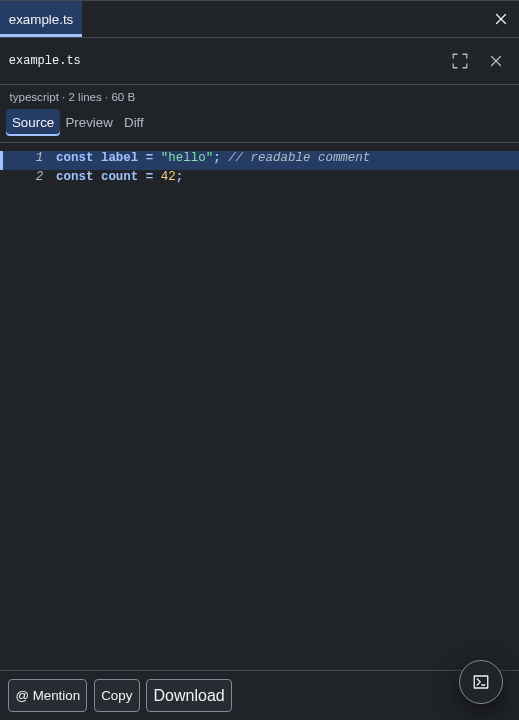 example.ts
example.ts
typescript · 2 lines · 60 B
Source Preview Diff
1 const label = "hello"; // readable comment
2 const count = 42;
@ Mention Copy Download